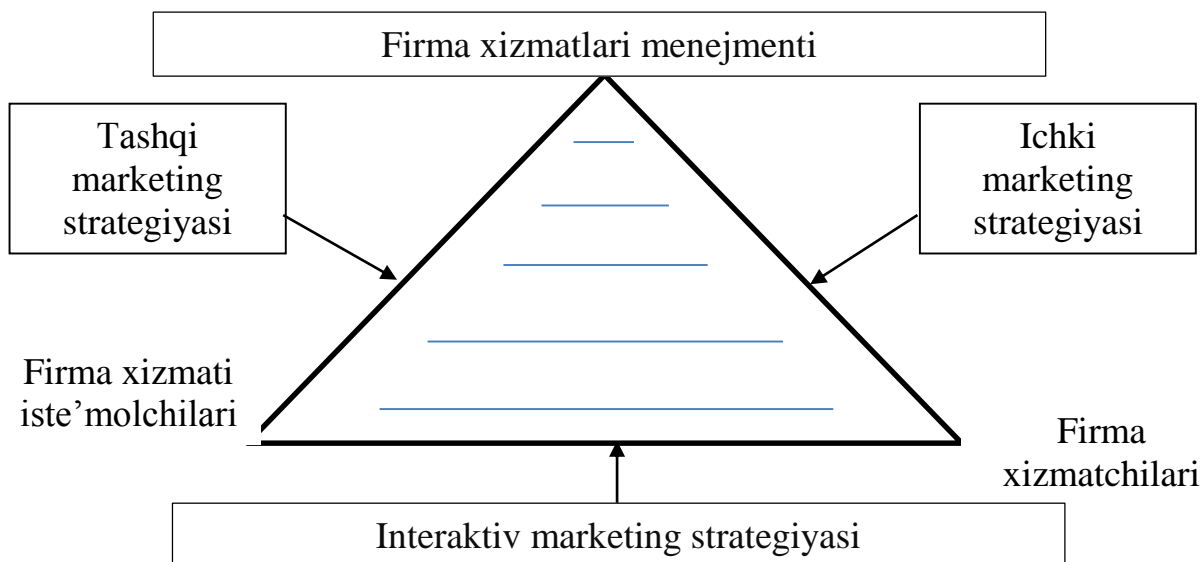 Firma xizmatlari menejmenti
Tashqi
marketing
strategiyasi
Ichki
marketing
strategiyasi
Firma xizmati
iste’molchilari
Firma
xizmatchilari
Interaktiv marketing strategiyasi